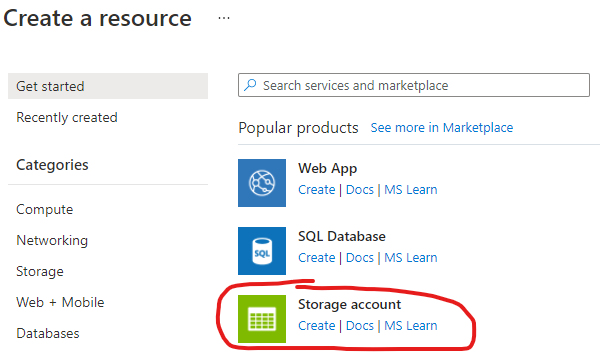 Create a resource ...
Get started
Recently created
Categories
Compute
Networking
Storage
Web + Mobile
Databases
Search services and marketplace
Popular products See more in Marketplace
Web App
Create | Docs | MS Learn
SQL Database
SQL
Create | Docs | MS Learn
Storage account
Create | Docs | MS Learn